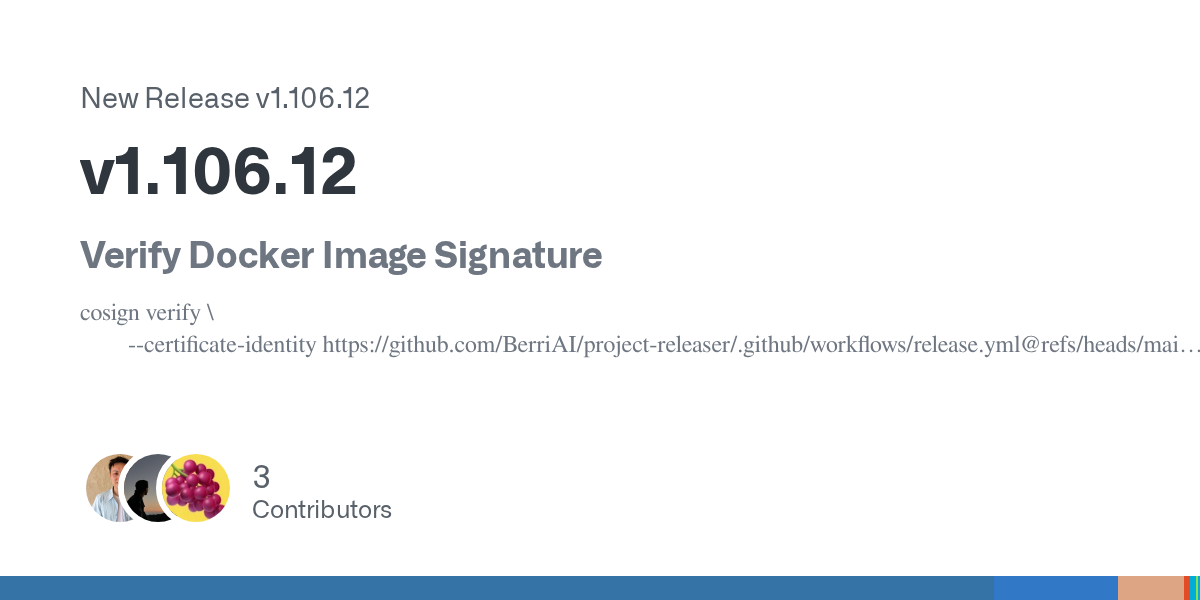 New Release v1.106.12
v1.106.12
Verify Docker Image Signature
cosign verify \
--certificate-identity https://github.com/BerriAI/project-releaser/.github/workflows/release.yml@refs/heads/mai…
3
Contributors